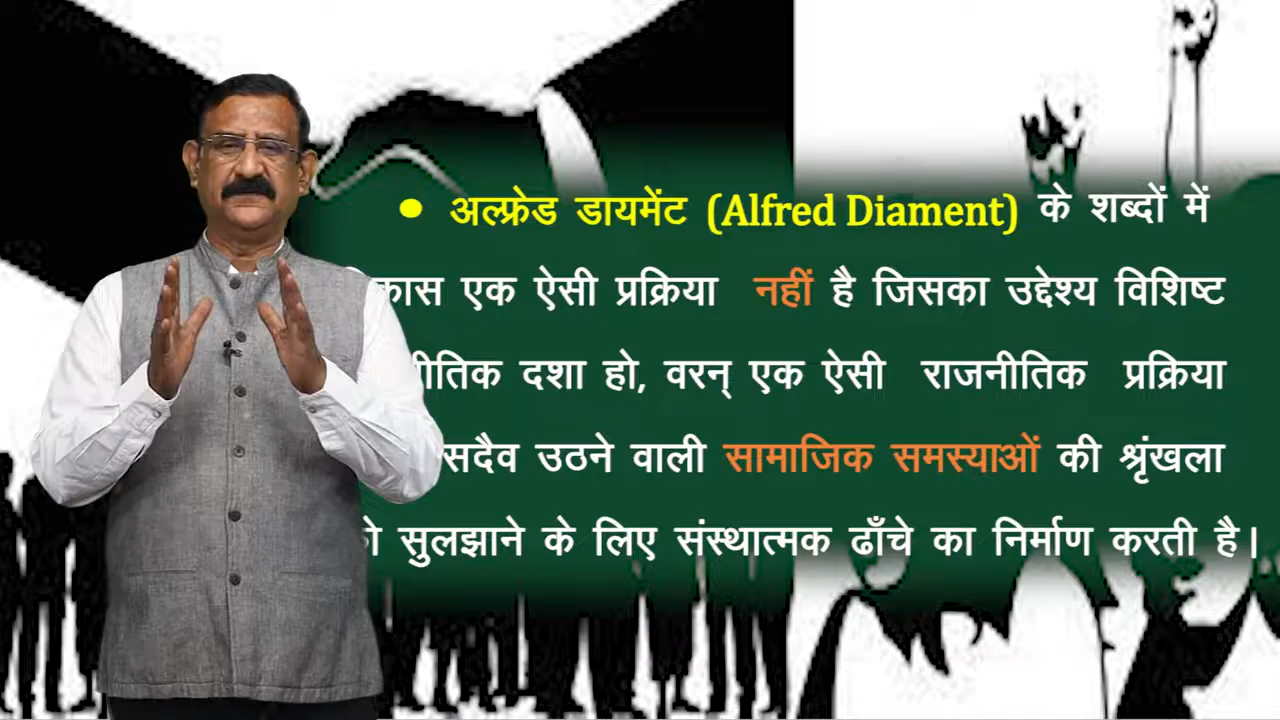 • अल्फ्रेड डायमेंट (Alfred Diament) के शब्दों में
एक ऐसी प्रक्रिया नहीं है जिसका उद्देश्य विशिष्ट
दशा हो, वरन् एक ऐसी राजनीतिक प्रक्रिया
सदैव उठने वाली सामाजिक समस्याओं की श्रृंखला
सुलझाने के लिए संस्थात्मक ढाँचे का निर्माण करती है।